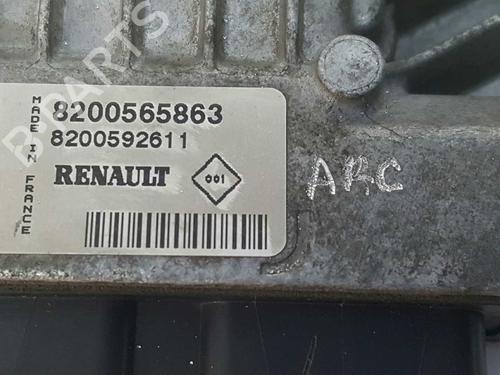 MADE IN FRANCE
8200565863
8200592611
RENAULT
001
ARC
B-PARTS